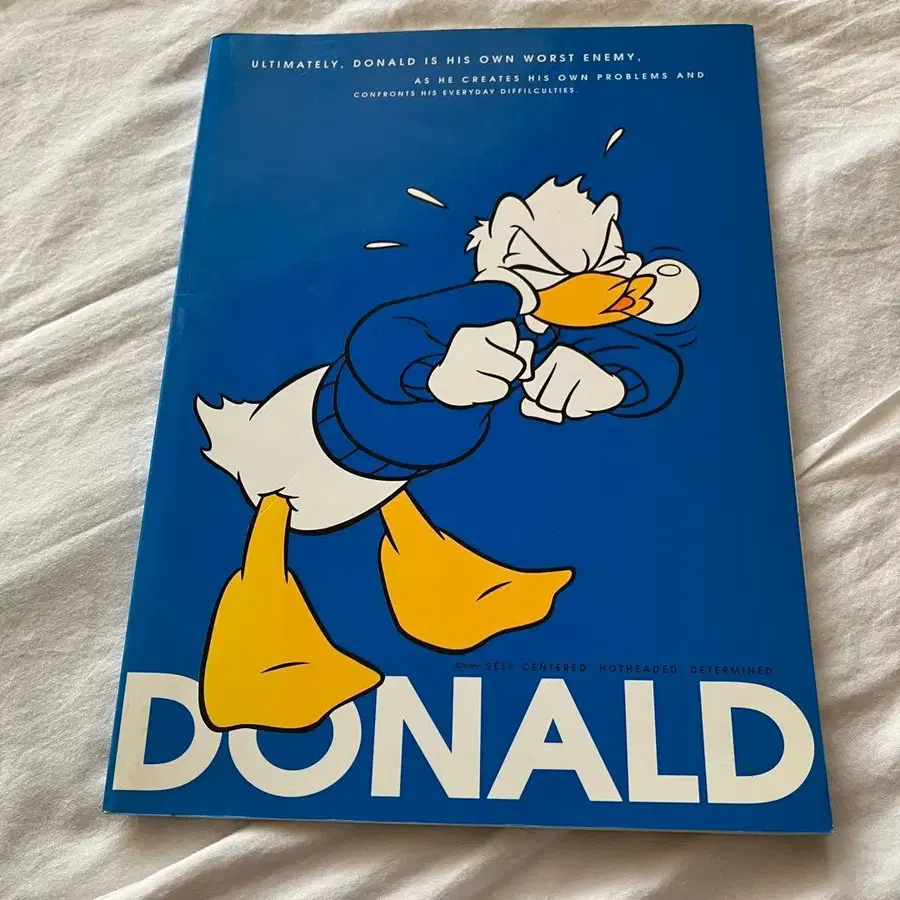 ULTIMATELY, DONALD IS HIS OWN WORST ENEMY,
AS HE CREATES HIS OWN PROBLEMS AND
CONFRONTS HIS EVERYDAY DIFFILCULTIES.
©Disney SELF CENTERED. HOTHEADED. DETERMINED
DONALD